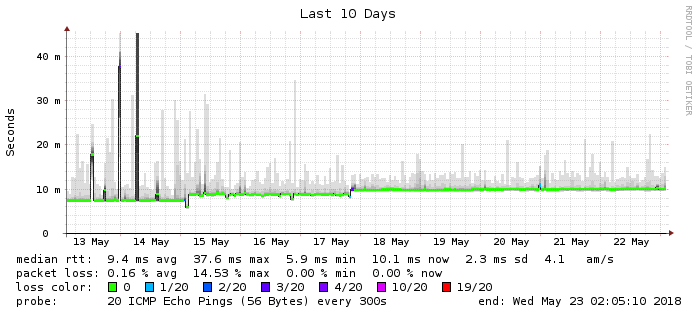 Last 10 Days
RRDTOOL / TOBI OETIKER
Seconds
40 m
30 m
20 m
10 m
0
13 May 14 May 15 May 16 May 17 May 18 May 19 May 20 May 21 May 22 May
median rtt: 9.4 ms avg 37.6 ms max 5.9 ms min 10.1 ms now 2.3 ms sd 4.1 am/s
packet loss: 0.16 % avg 14.53 % max 0.00 % min 0.00 % now
loss color: 0 1/20 2/20 3/20 4/20 10/20 19/20
probe: 20 ICMP Echo Pings (56 Bytes) every 300s end: Wed May 23 02:05:10 2018